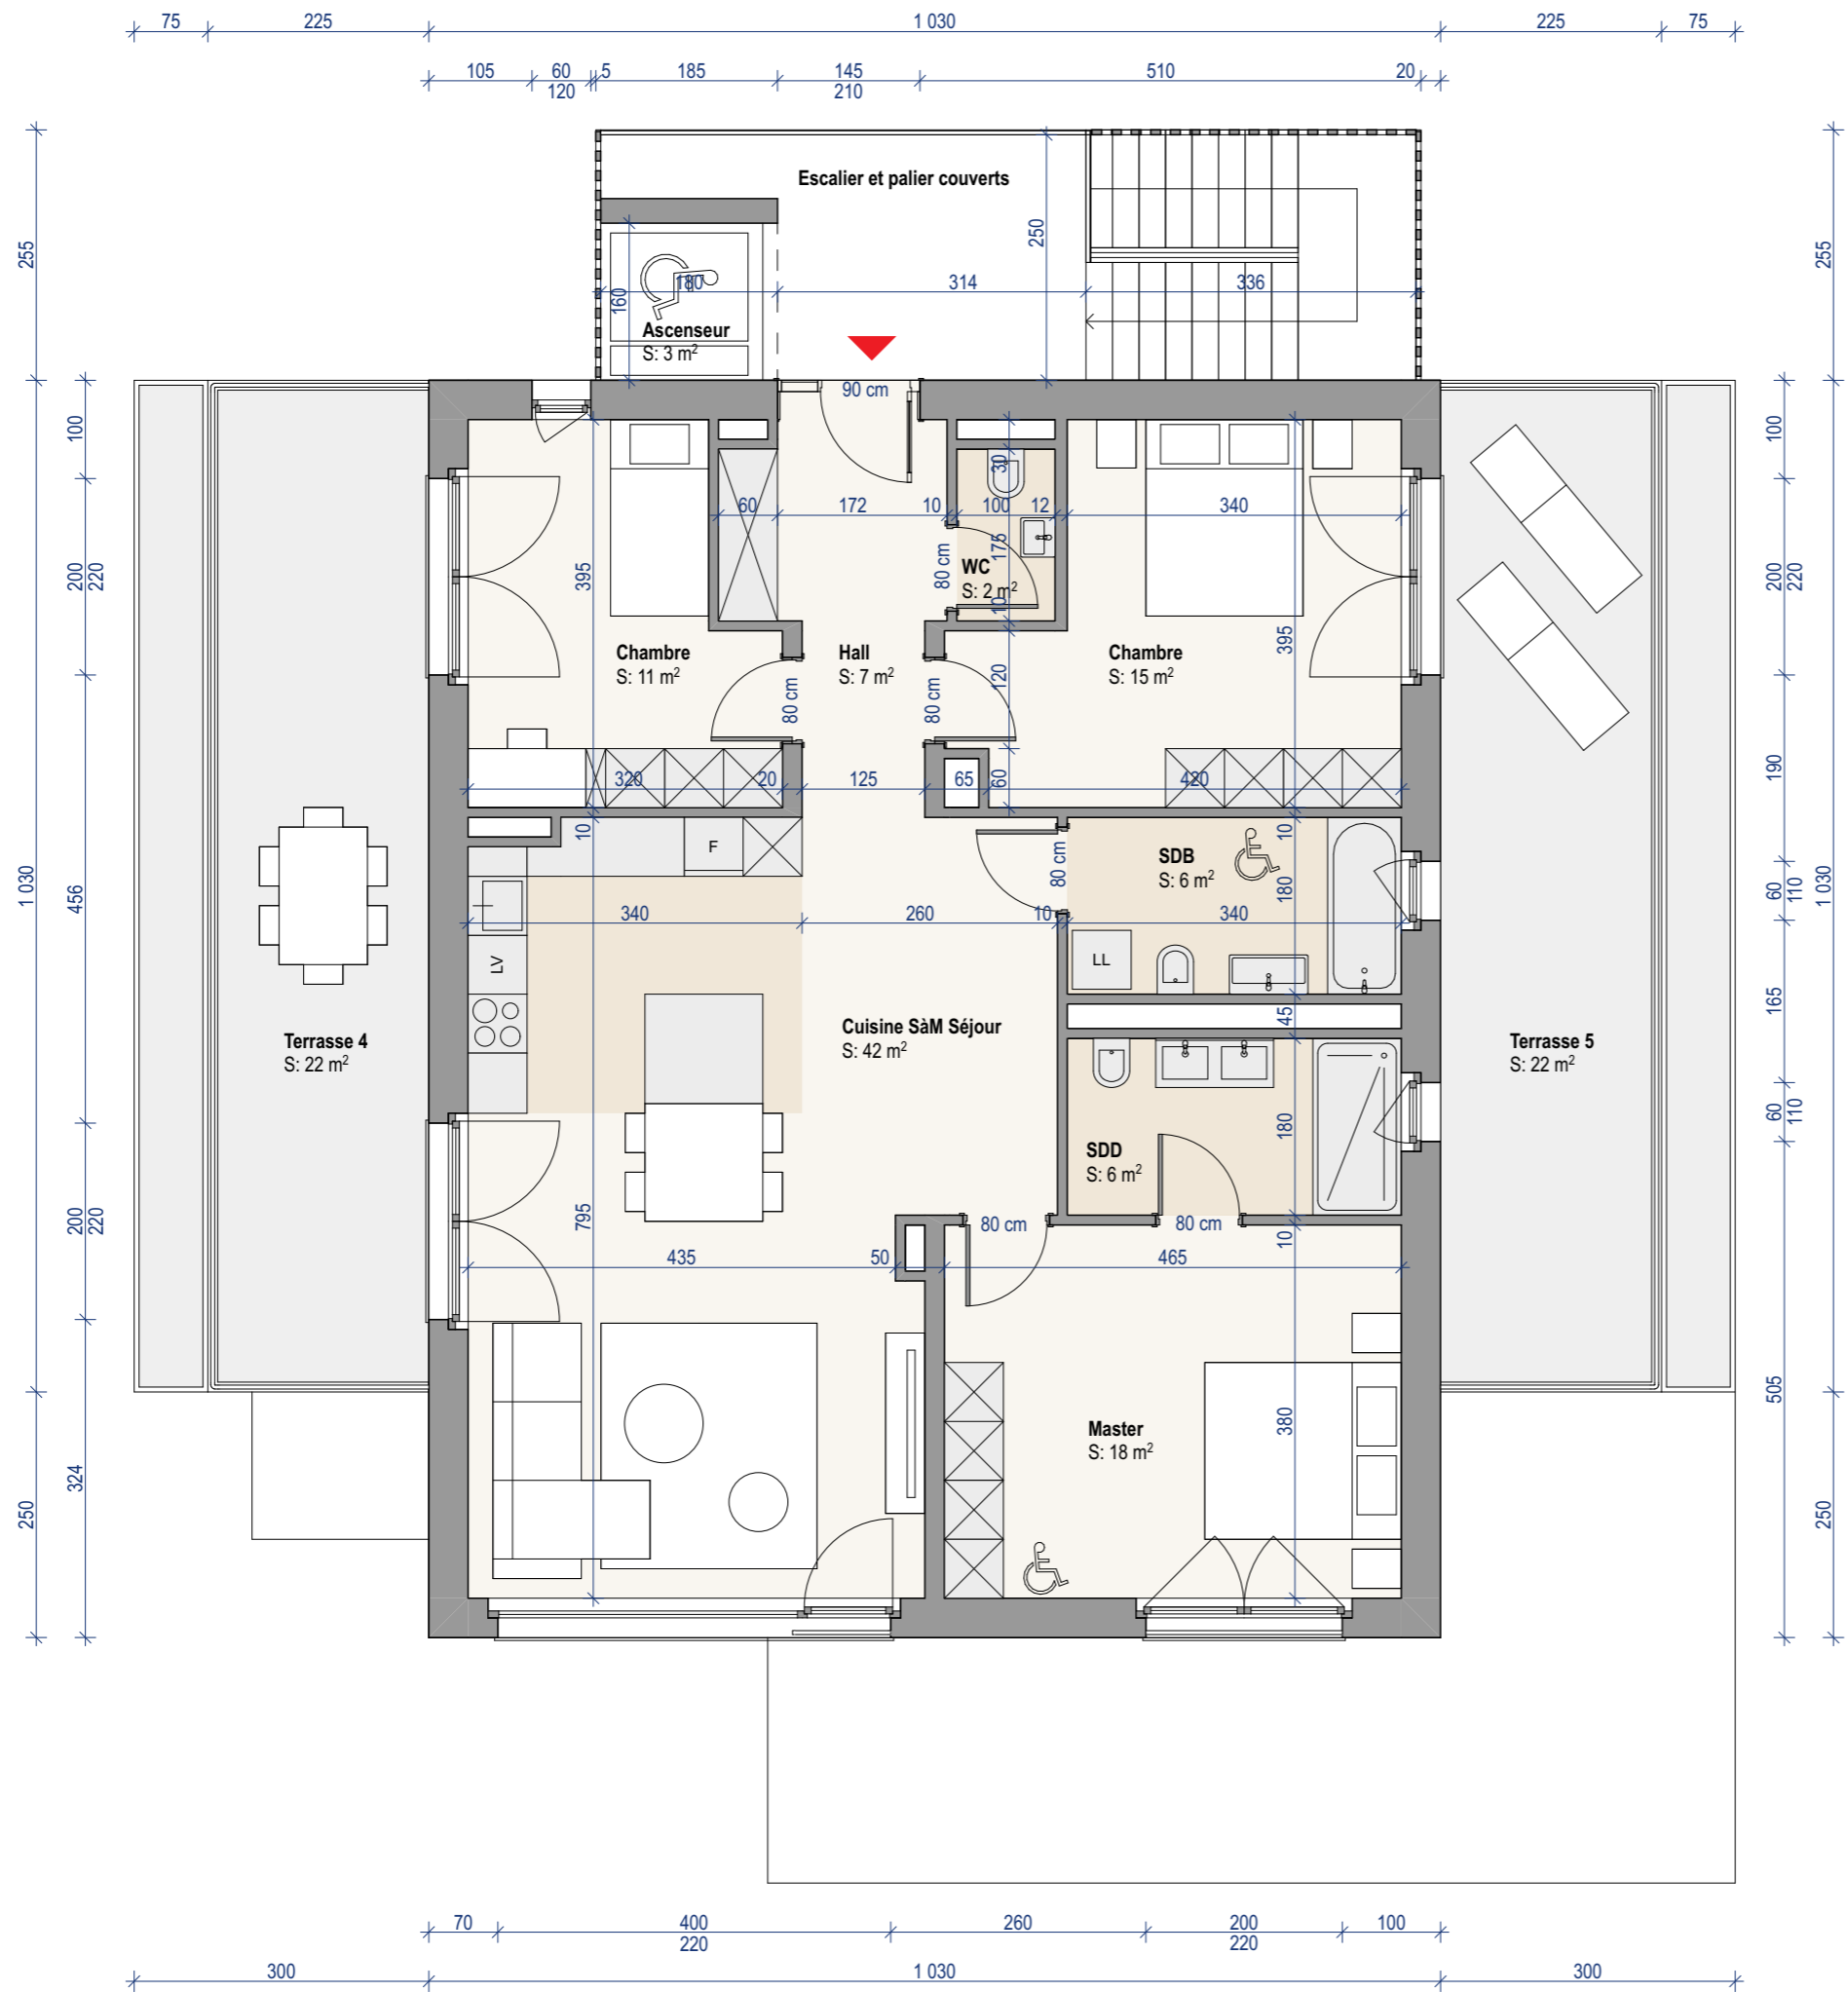 75 225 1 030 225 75
105 60 5 185 145 510 20
120 210
Escalier et palier couverts
255 250 255
180 314 336
160
Ascenseur
S: 3 m²
90 cm
100 100
30
60 172 10 100 12 340
175
80 cm
WC
S: 2 m²
10
200 220 395 200 220
Chambre
S: 11 m²
Hall
S: 7 m²
Chambre
S: 15 m²
395
120
80 cm 80 cm
320 20 125 65 60 420 190
10 10
F
80 cm
SDB
S: 6 m²
180
60 110
1 030 456 1 030
340 260 10 340
LV
LL
Cuisine SàM Séjour
S: 42 m²
45
165
Terrasse 4
S: 22 m²
Terrasse 5
S: 22 m²
180
60 110
SDD
S: 6 m²
200 220 795
80 cm 80 cm
10
435 50 465
505
Master
S: 18 m²
380
324
250 250
70 400 260 200 100
220 220
300 1 030 300